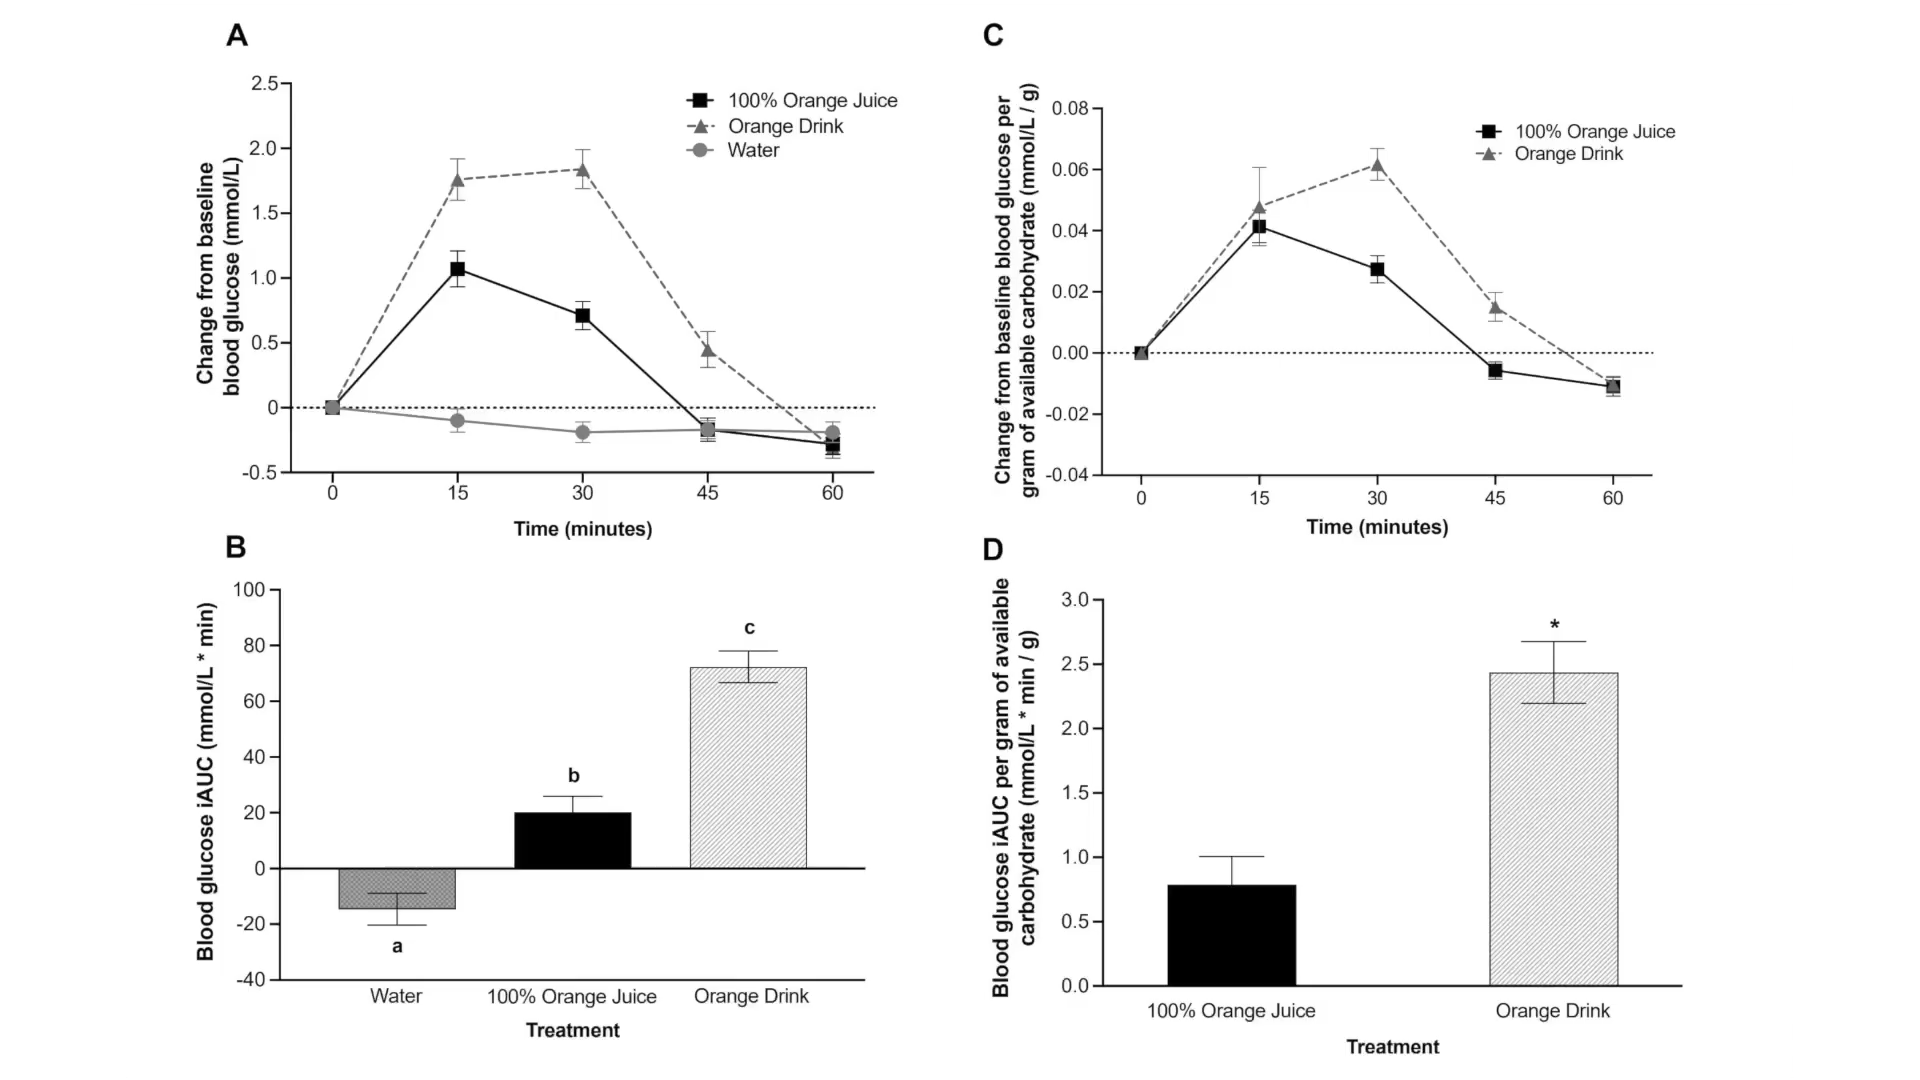 A
Change from baseline
blood glucose (mmol/L)
2.5
2.0
1.5
1.0
0.5
0
-0.5
100% Orange Juice
Orange Drink
Water
0 15 30 45 60
Time (minutes)
B
Blood glucose iAUC (mmol/L * min)
100
80
60
40
20
0
-20
-40
a
b
c
Water 100% Orange Juice Orange Drink
Treatment
C
Change from baseline blood glucose per
gram of available carbohydrate (mmol/L / g)
0.08
0.06
0.04
0.02
0.00
-0.02
-0.04
100% Orange Juice
Orange Drink
0 15 30 45 60
Time (minutes)
D
Blood glucose iAUC per gram of available
carbohydrate (mmol/L * min / g)
3.0
2.5
2.0
1.5
1.0
0.5
0.0
*
100% Orange Juice Orange Drink
Treatment